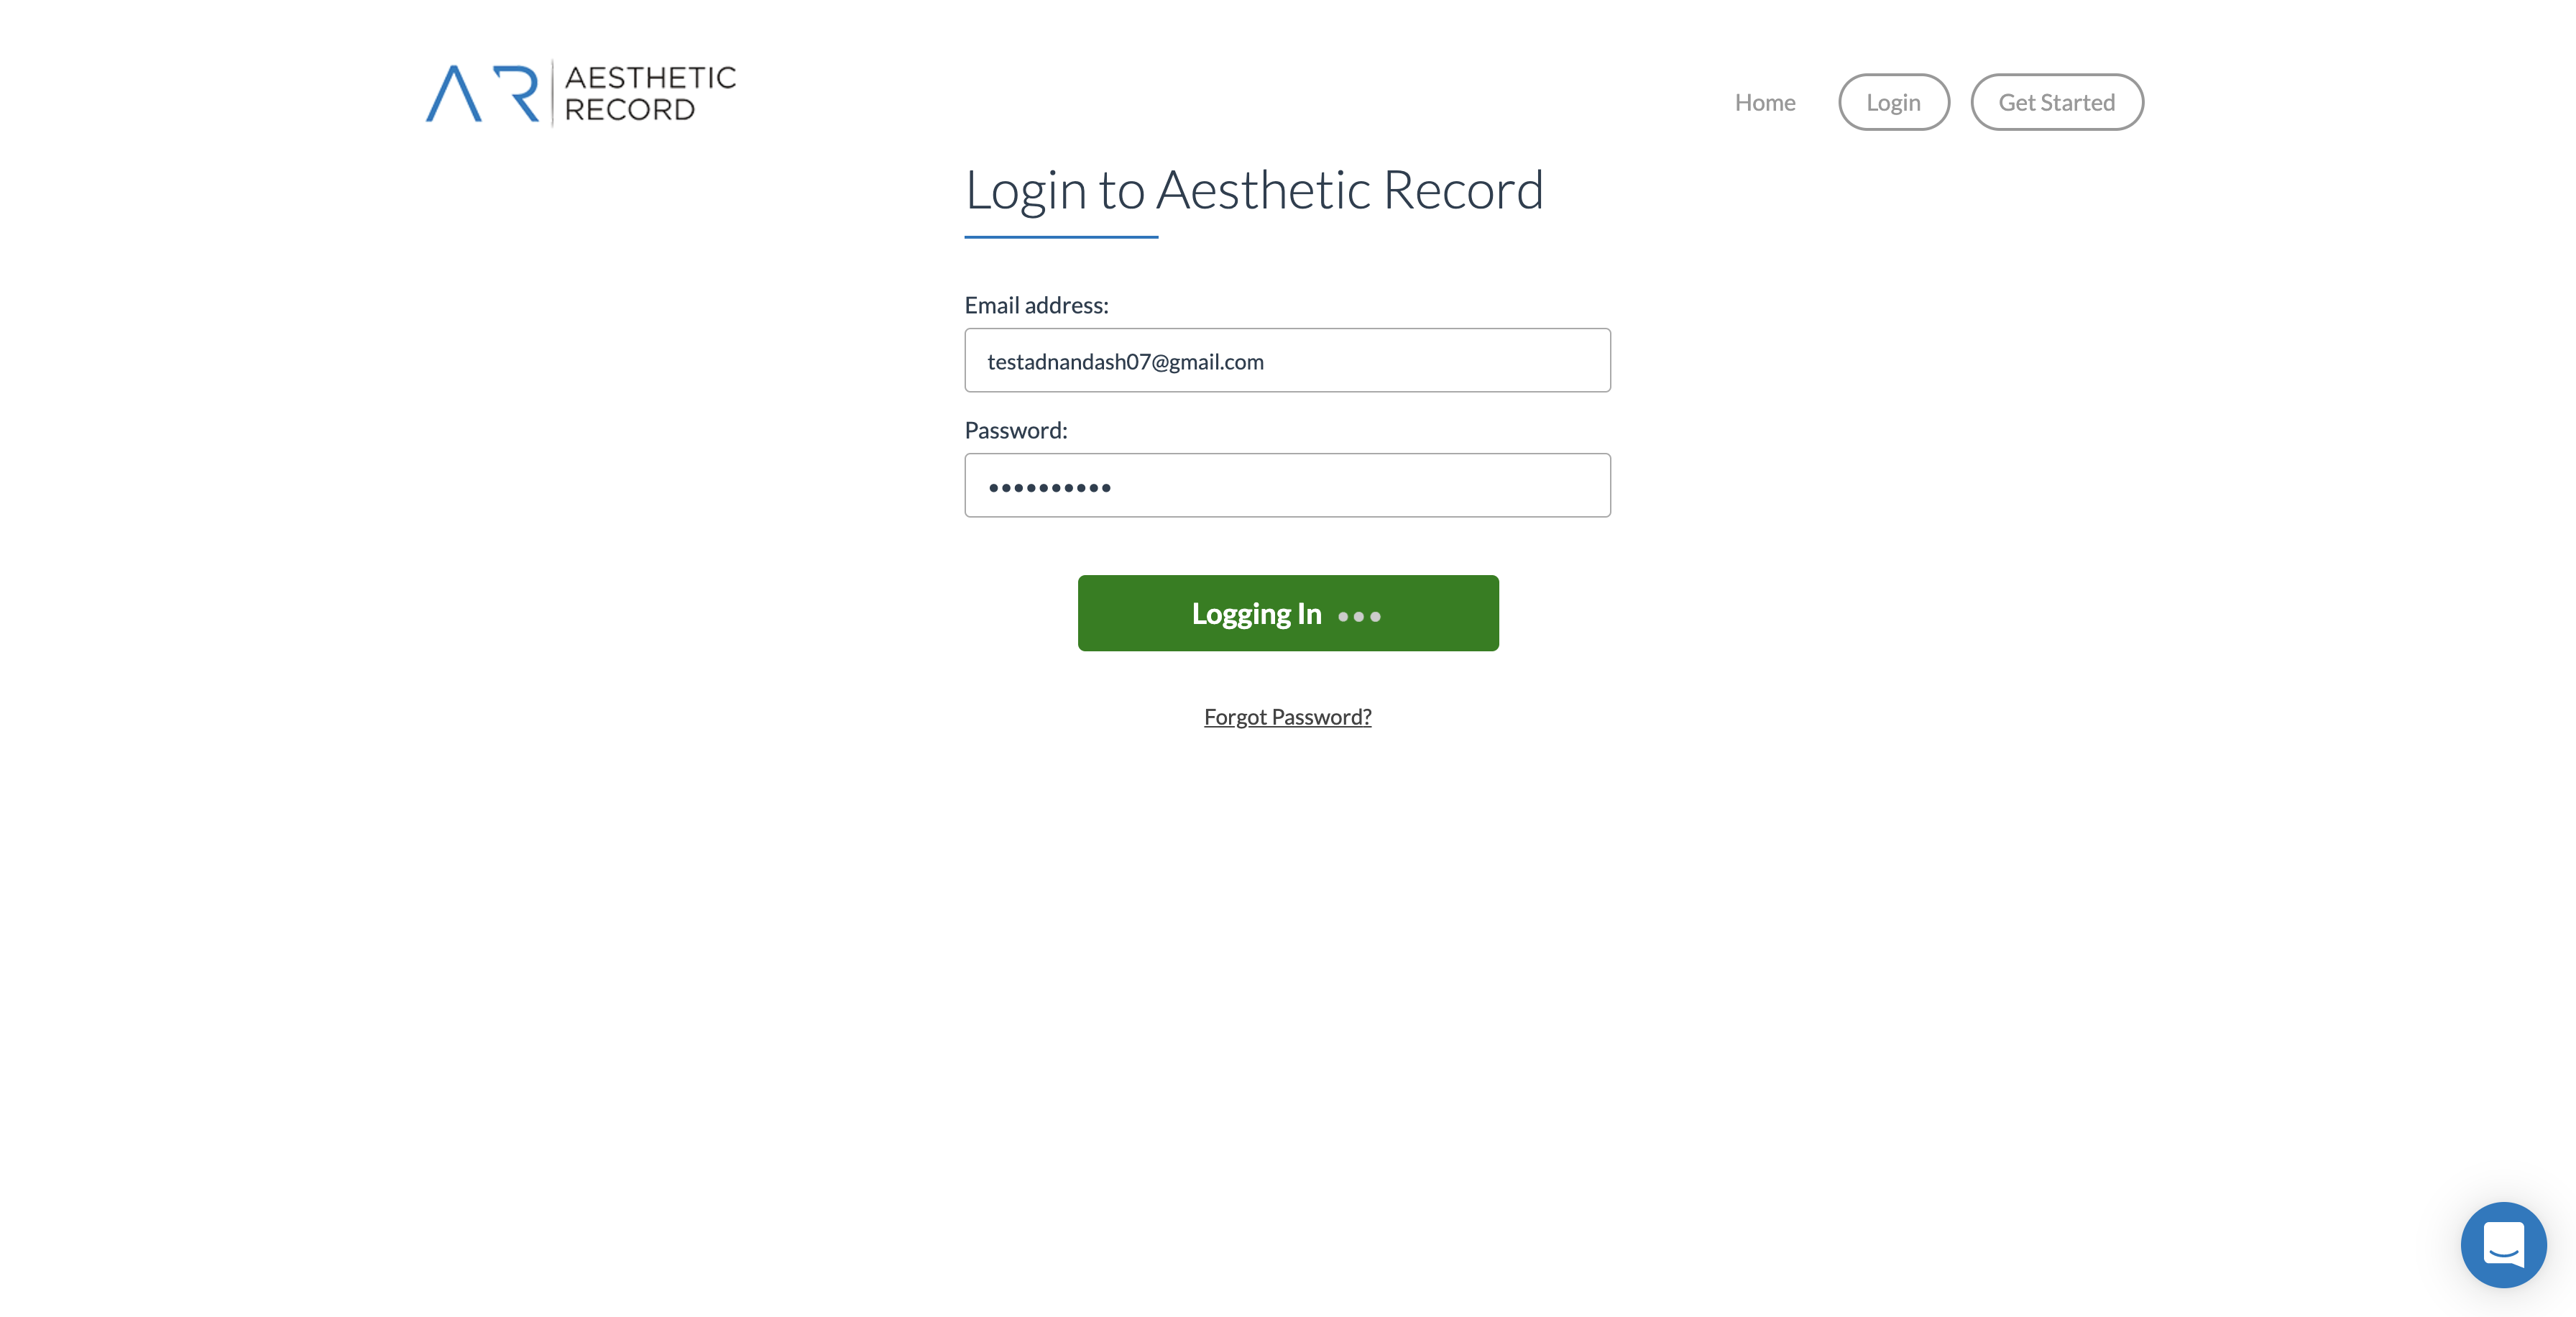 AR AESTHETIC
RECORD
Home Login Get Started
Login to Aesthetic Record
Email address:
testadnandash07@gmail.com
Password:
••••••••••
Logging In •••
Forgot Password?